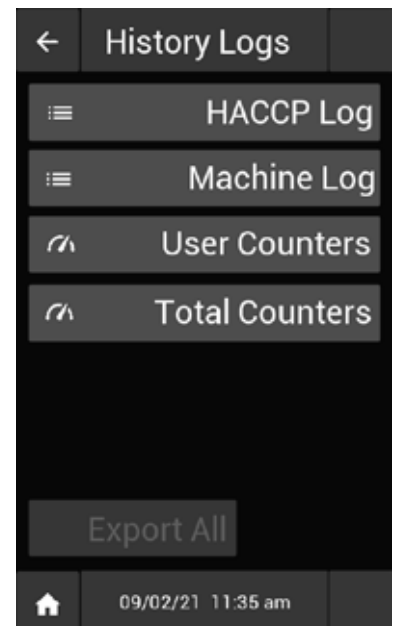 History Logs
HACCP Log
Machine Log
User Counters
Total Counters
Export All
09/02/21 11:35 am